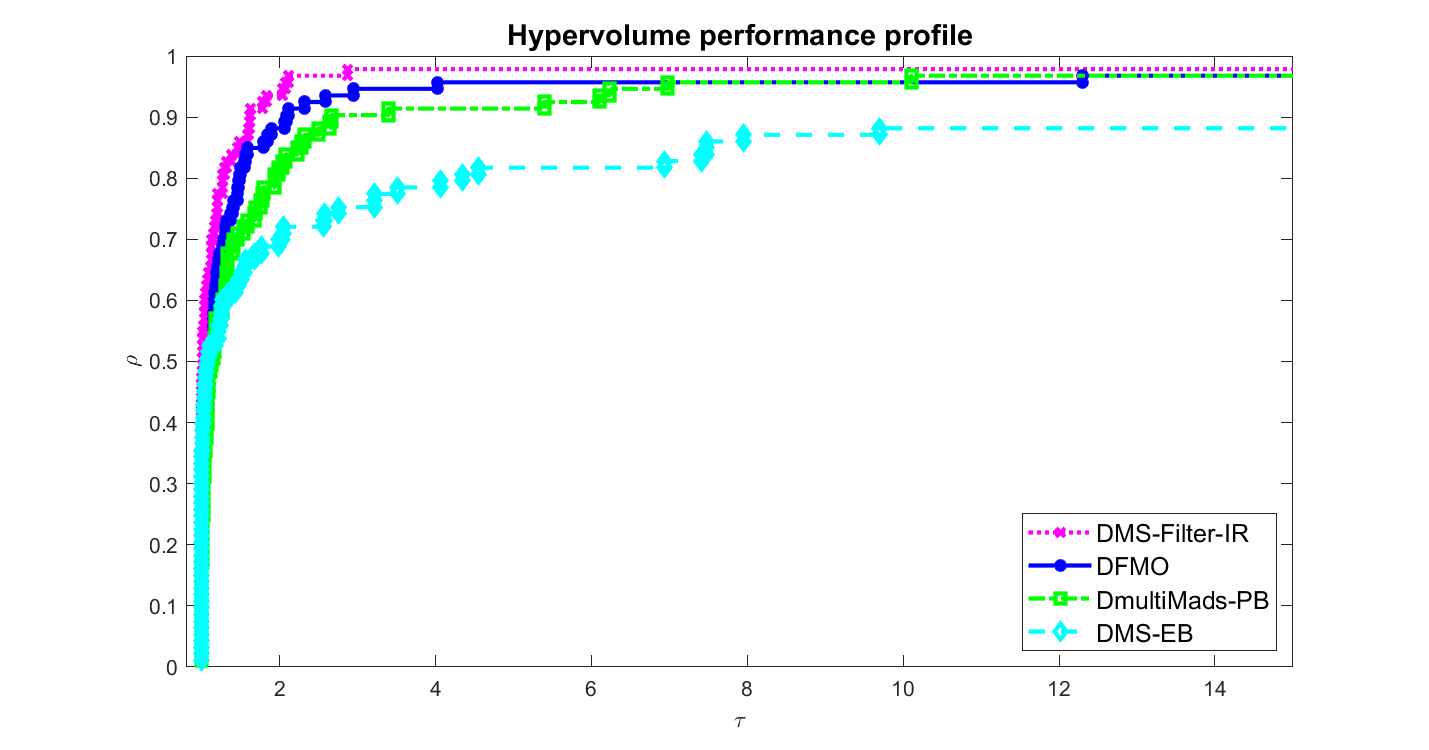 Hypervolume performance profile
1
0.9
0.8
0.7
0.6
0.5
0.4
0.3
0.2
0.1
0
ρ
2 4 6 8 10 12 14
τ
DMS-Filter-IR
DFMO
DmultiMads-PB
DMS-EB